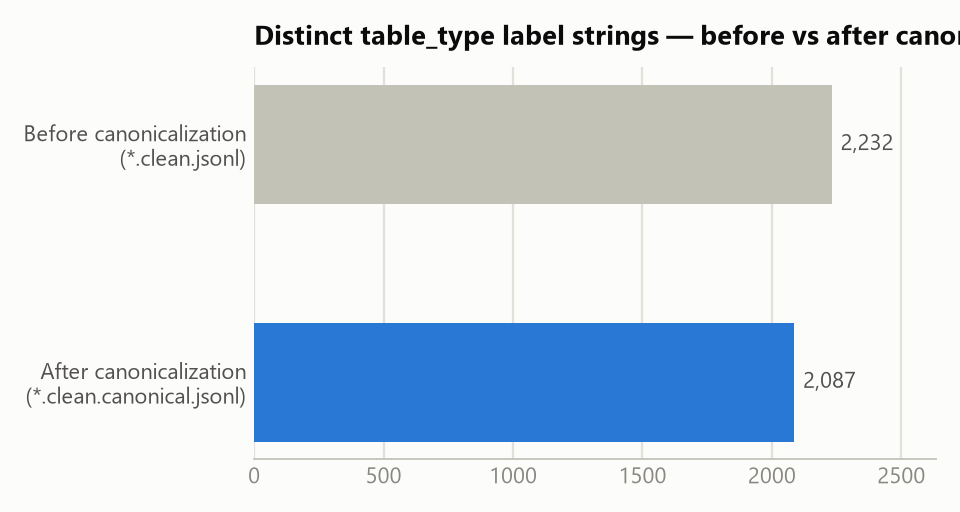 Distinct table_type label strings — before vs after
Before canonicalization
(*.clean.jsonl)
2,232
After canonicalization
(*.clean.canonical.jsonl)
2,087
0 500 1000 1500 2000 2500